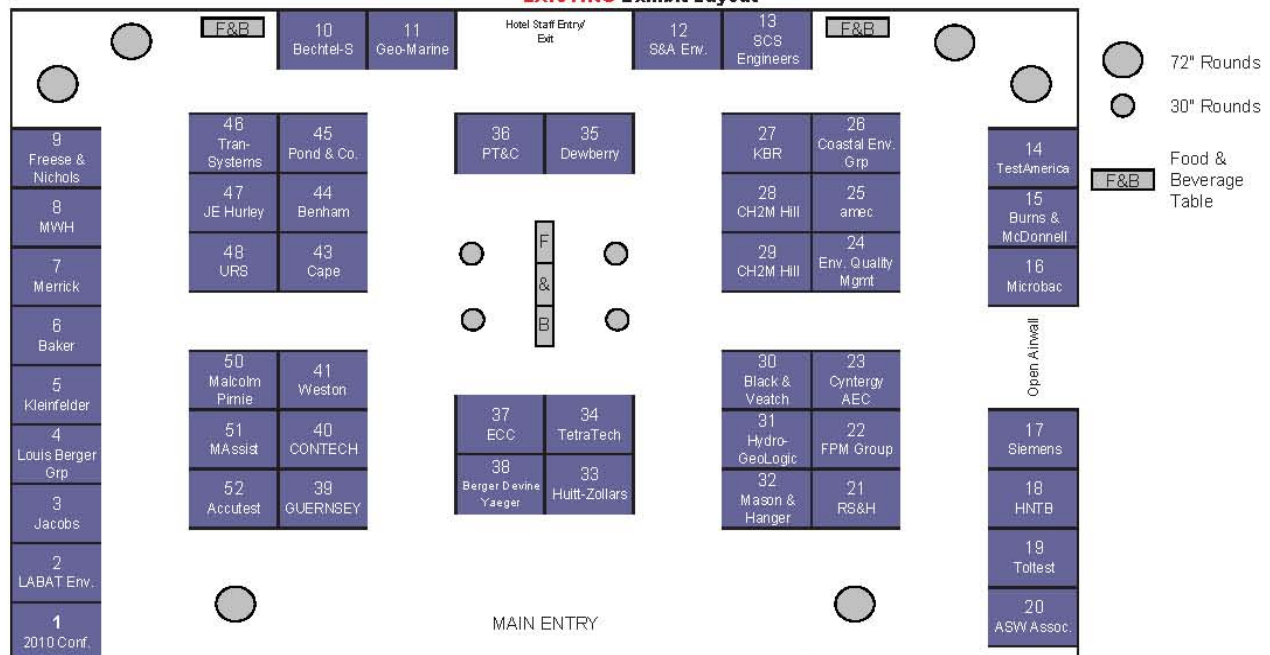 EXISTING Exhibit Layout
F&B
10
Bechtel-S
11
Geo-Marine
Hotel Staff Entry/
Exit
12
S&A Env.
13
SCS
Engineers
F&B
72" Rounds
30" Rounds
F&B
Food &
Beverage
Table
9
Freese &
Nichols
8
MWH
7
Merrick
6
Baker
5
Kleinfelder
4
Louis Berger
Grp
3
Jacobs
2
LABAT Env.
1
2010 Conf.
46
Tran-
Systems
45
Pond & Co.
47
JE Hurley
44
Benham
48
URS
43
Cape
50
Malcolm
Pirnie
41
Weston
51
MAssist
40
CONTECH
52
Accutest
39
GUERNSEY
36
PT&C
35
Dewberry
F
&
B
37
ECC
34
TetraTech
38
Berger Devine
Yaeger
33
Huitt-Zollars
MAIN ENTRY
27
KBR
26
Coastal Env.
Grp
28
CH2M Hill
25
amec
29
CH2M Hill
24
Env. Quality
Mgmt
30
Black &
Veatch
23
Cyntergy
AEC
31
Hydro-
GeoLogic
22
FPM Group
32
Mason &
Hanger
21
RS&H
14
TestAmerica
15
Burns &
McDonnell
16
Microbac
Open Airwall
17
Siemens
18
HNTB
19
Toltest
20
ASW Assoc.